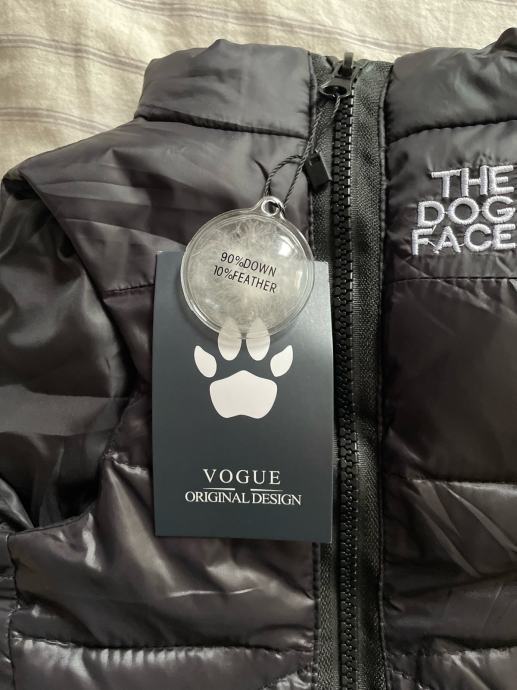 THE
DOG
FACE
90%DOWN
10%FEATHER
VOGUE
ORIGINAL DESIGN